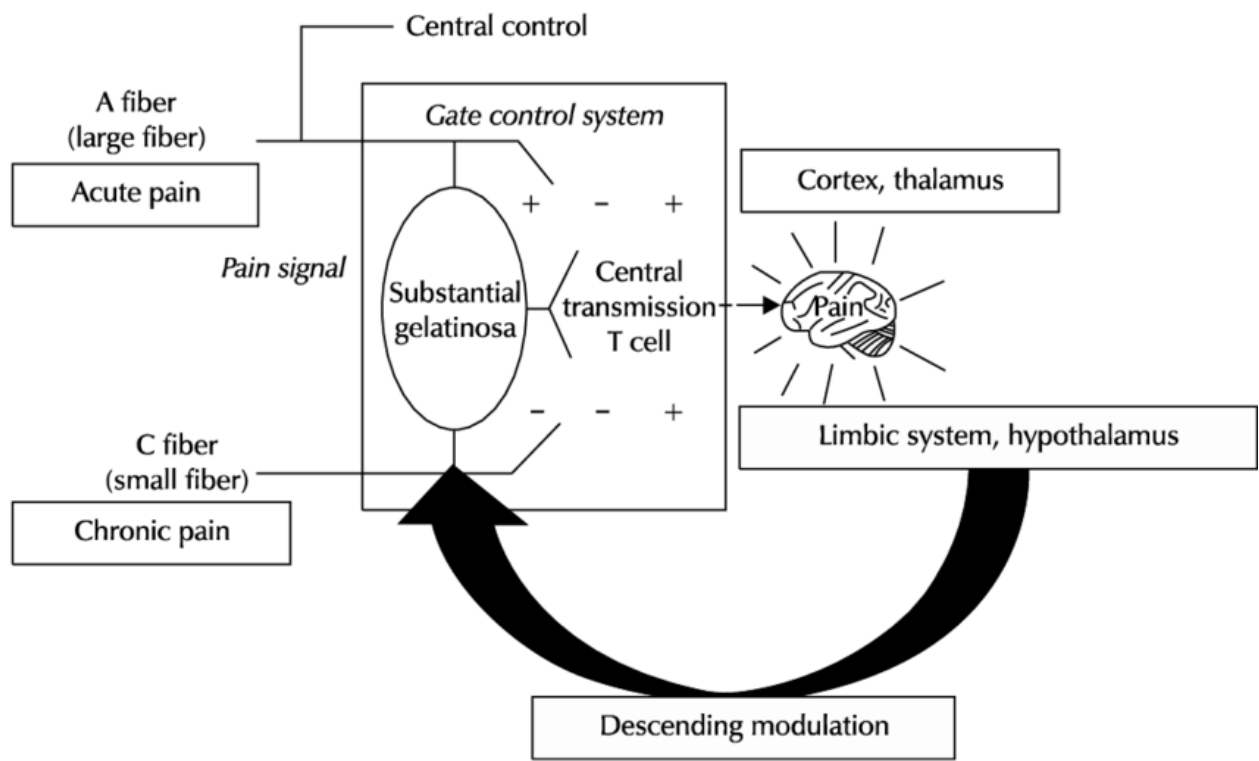 Central control
A fiber
(large fiber)
Acute pain
Gate control system
+ - +
Cortex, thalamus
Pain signal
Substantial
gelatinosa
Central
transmission
T cell
Pain
- - +
C fiber
(small fiber)
Chronic pain
Limbic system, hypothalamus
Descending modulation